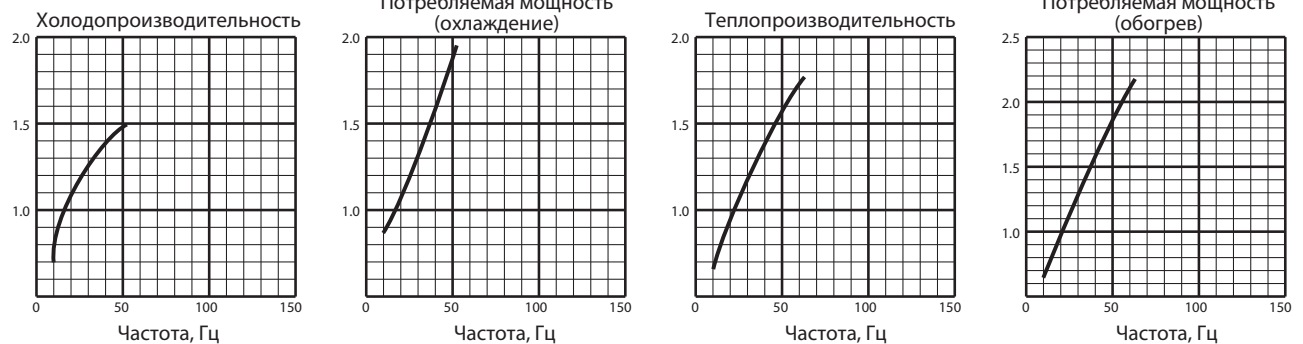 Холодопроизводительность
2.0
1.5
1.0
0
50
100
150
Частота, Гц
Потребляемая мощность
(охлаждение)
2.0
1.5
1.0
0
50
100
150
Частота, Гц
Теплопроизводительность
2.0
1.5
1.0
0
50
100
150
Частота, Гц
Потребляемая мощность
(обогрев)
2.5
2.0
1.5
1.0
0
50
100
150
Частота, Гц